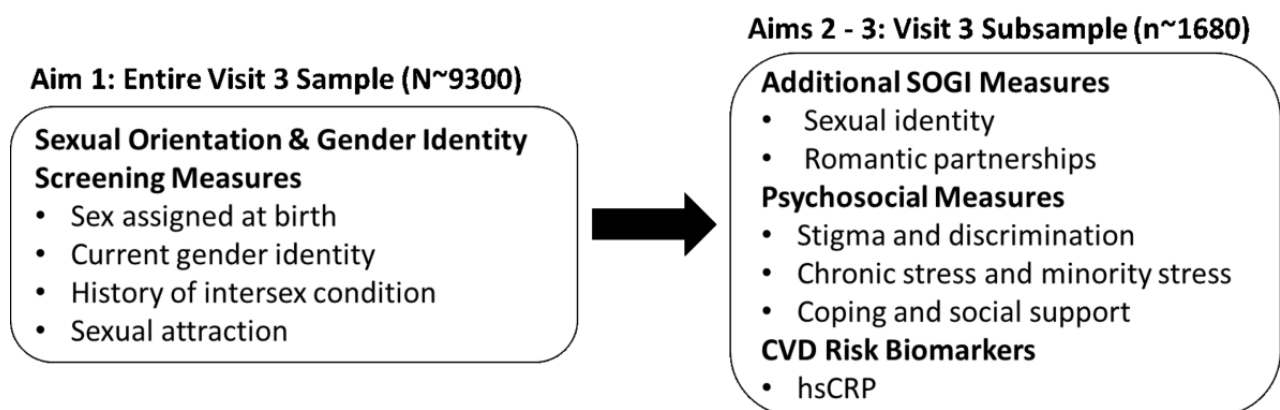 Aim 1: Entire Visit 3 Sample (N~9300)
Sexual Orientation & Gender Identity
Screening Measures
• Sex assigned at birth
• Current gender identity
• History of intersex condition
• Sexual attraction
Aims 2 - 3: Visit 3 Subsample (n~1680)
Additional SOGI Measures
• Sexual identity
• Romantic partnerships
Psychosocial Measures
• Stigma and discrimination
• Chronic stress and minority stress
• Coping and social support
CVD Risk Biomarkers
• hsCRP